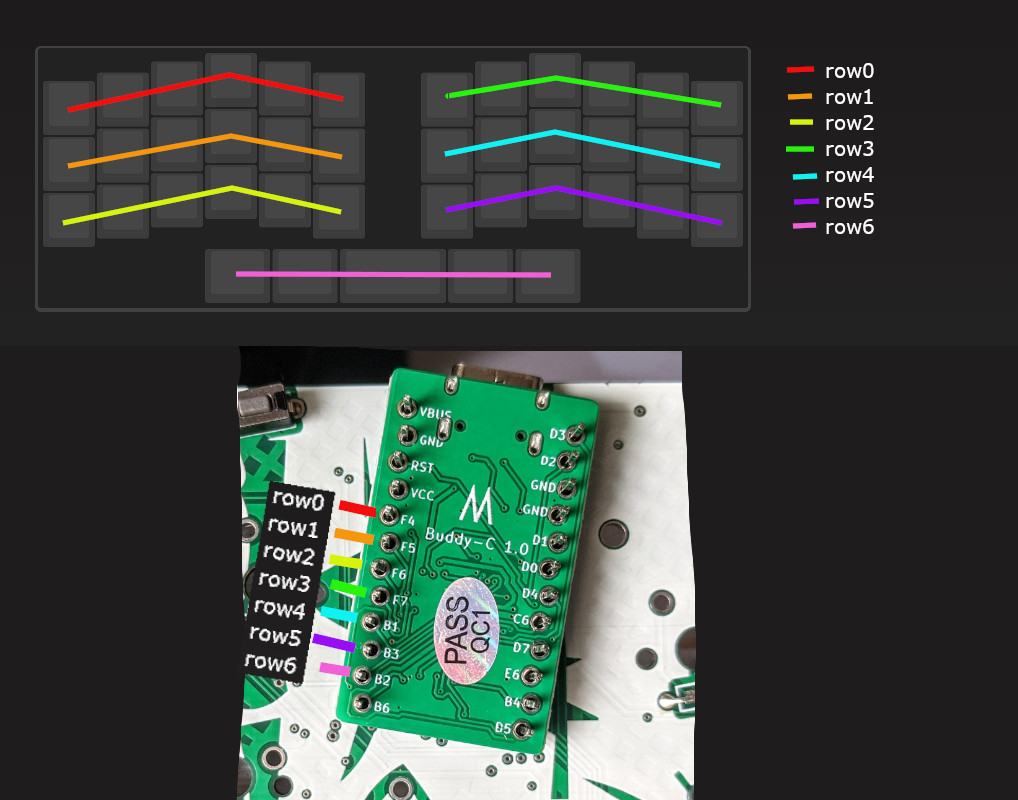 row0
row1
row2
row3
row4
row5
row6
VBUS
GND
RST
VCC
F4
F5
F6
F7
B1
B3
B2
B6
D3
D2
GND
GND
D1
D0
D4
C6
D7
E6
B4
D5
M
Buddy-C 1.0
PASS
QC1
row0
row1
row2
row3
row4
row5
row6